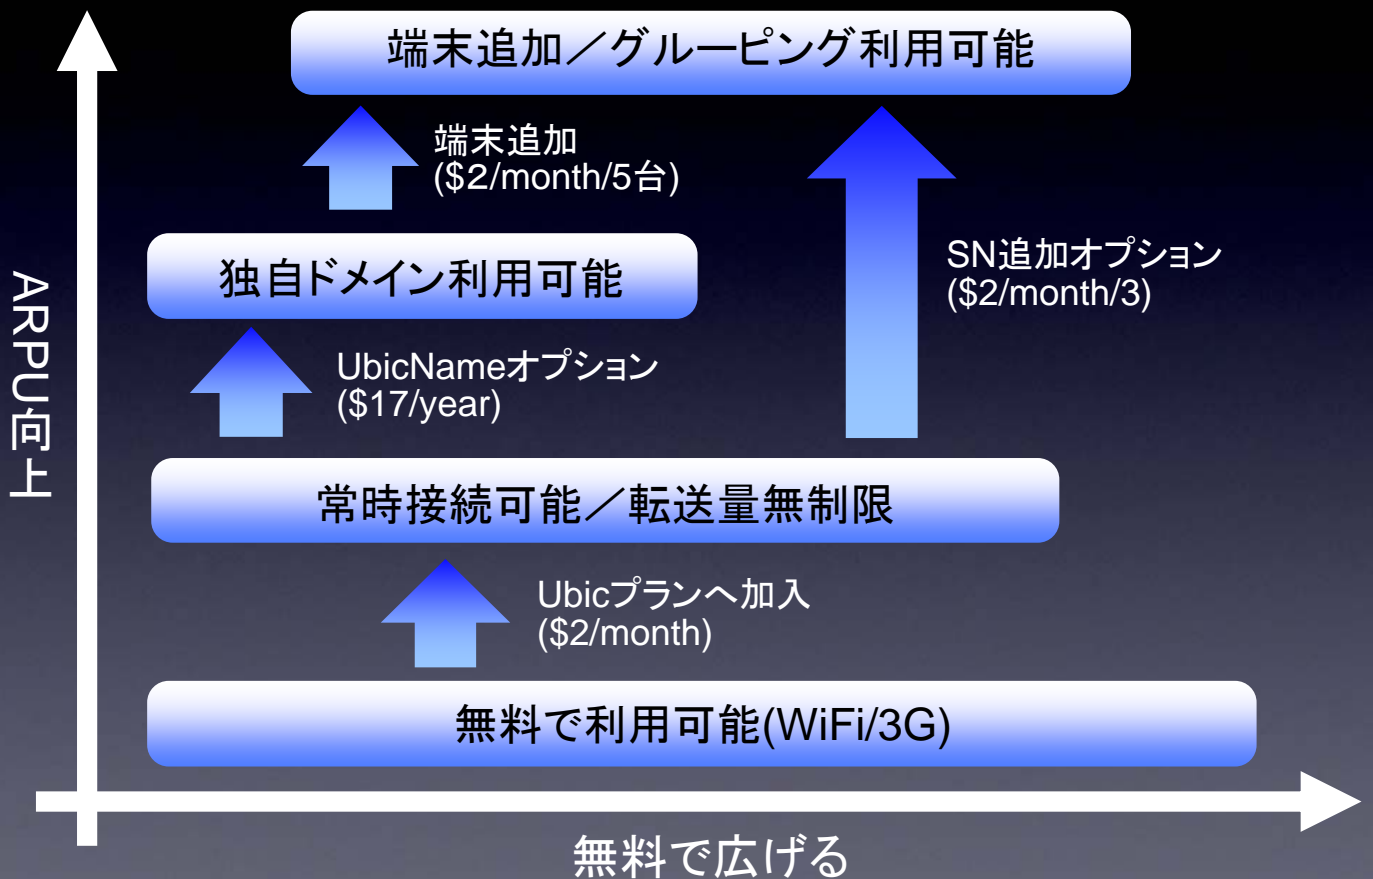 端末追加／グルーピング利用可能
端末追加
($２/month/5台)
独自ドメイン利用可能
SN追加オプション
($2/month/3)
UbicNameオプション
($17/year)
ARPU向上
常時接続可能／転送量無制限
Ubicプランへ加入
($2/month)
無料で利用可能(WiFi/3G)
無料で広げる